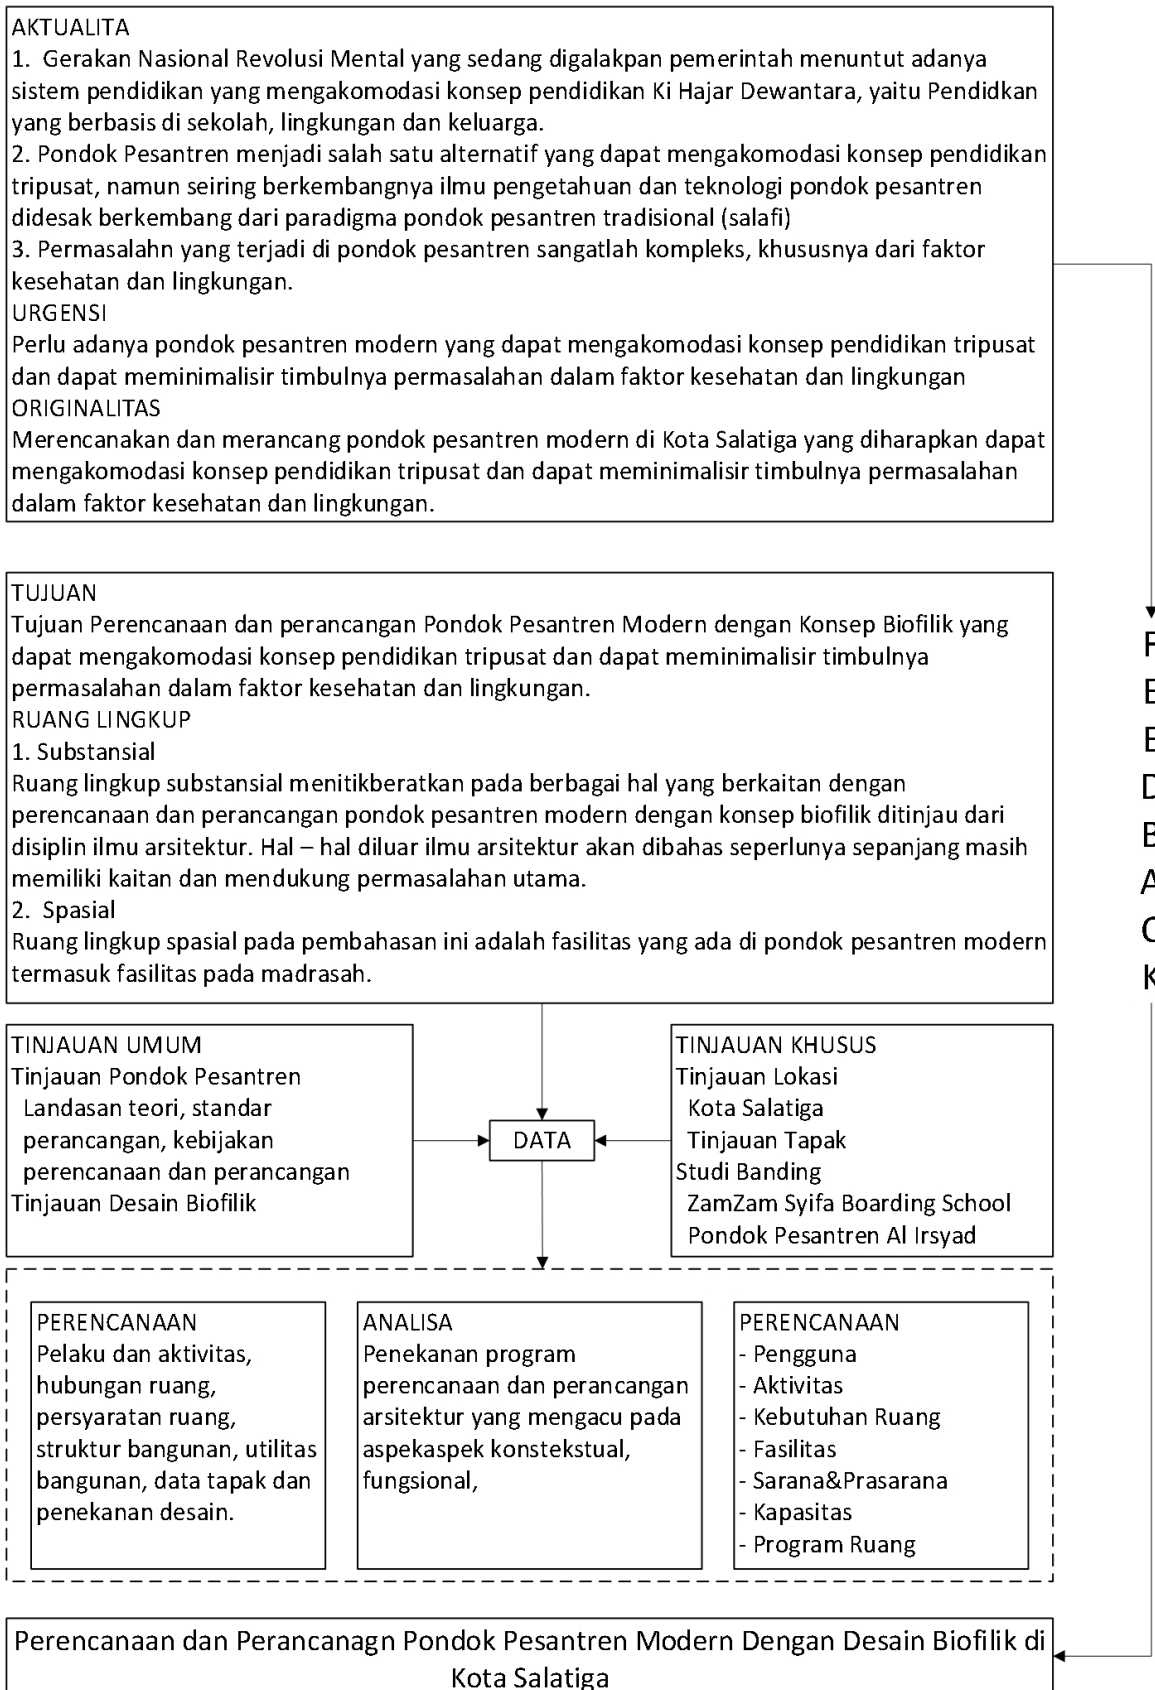 AKTUALITA
1.  Gerakan Nasional Revolusi Mental yang sedang digalakpan pemerintah menuntut adanya
sistem pendidikan yang mengakomodasi konsep pendidikan Ki Hajar Dewantara, yaitu Pendidkan
yang berbasis di sekolah, lingkungan dan keluarga.
2. Pondok Pesantren menjadi salah satu alternatif yang dapat mengakomodasi konsep pendidikan
tripusat, namun seiring berkembangnya ilmu pengetahuan dan teknologi pondok pesantren
didesak berkembang dari paradigma pondok pesantren tradisional (salafi)
3. Permasalahn yang terjadi di pondok pesantren sangatlah kompleks, khususnya dari faktor
kesehatan dan lingkungan.
URGENSI
Perlu adanya pondok pesantren modern yang dapat mengakomodasi konsep pendidikan tripusat
dan dapat meminimalisir timbulnya permasalahan dalam faktor kesehatan dan lingkungan
ORIGINALITAS
Merencanakan dan merancang pondok pesantren modern di Kota Salatiga yang diharapkan dapat
mengakomodasi konsep pendidikan tripusat dan dapat meminimalisir timbulnya permasalahan
dalam faktor kesehatan dan lingkungan.
TUJUAN
Tujuan Perencanaan dan perancangan Pondok Pesantren Modern dengan Konsep Biofilik yang
dapat mengakomodasi konsep pendidikan tripusat dan dapat meminimalisir timbulnya
permasalahan dalam faktor kesehatan dan lingkungan.
RUANG LINGKUP
1. Substansial
Ruang lingkup substansial menitikberatkan pada berbagai hal yang berkaitan dengan
perencanaan dan perancangan pondok pesantren modern dengan konsep biofilik ditinjau dari
disiplin ilmu arsitektur. Hal – hal diluar ilmu arsitektur akan dibahas seperlunya sepanjang masih
memiliki kaitan dan mendukung permasalahan utama.
2.  Spasial
Ruang lingkup spasial pada pembahasan ini adalah fasilitas yang ada di pondok pesantren modern
termasuk fasilitas pada madrasah.
F
E
E
D
B
A
C
K
TINJAUAN UMUM
Tinjauan Pondok Pesantren
Landasan teori, standar
perancangan, kebijakan
perencanaan dan perancangan
Tinjauan Desain Biofilik
DATA
TINJAUAN KHUSUS
Tinjauan Lokasi
Kota Salatiga
Tinjauan Tapak
Studi Banding
ZamZam Syifa Boarding School
Pondok Pesantren Al Irsyad
PERENCANAAN
Pelaku dan aktivitas,
hubungan ruang,
persyaratan ruang,
struktur bangunan, utilitas
bangunan, data tapak dan
penekanan desain.
ANALISA
Penekanan program
perencanaan dan perancangan
arsitektur yang mengacu pada
aspekaspek konstekstual,
fungsional,
PERENCANAAN
- Pengguna
- Aktivitas
- Kebutuhan Ruang
- Fasilitas
- Sarana&Prasarana
- Kapasitas
- Program Ruang
Perencanaan dan Perancanagn Pondok Pesantren Modern Dengan Desain Biofilik di
Kota Salatiga